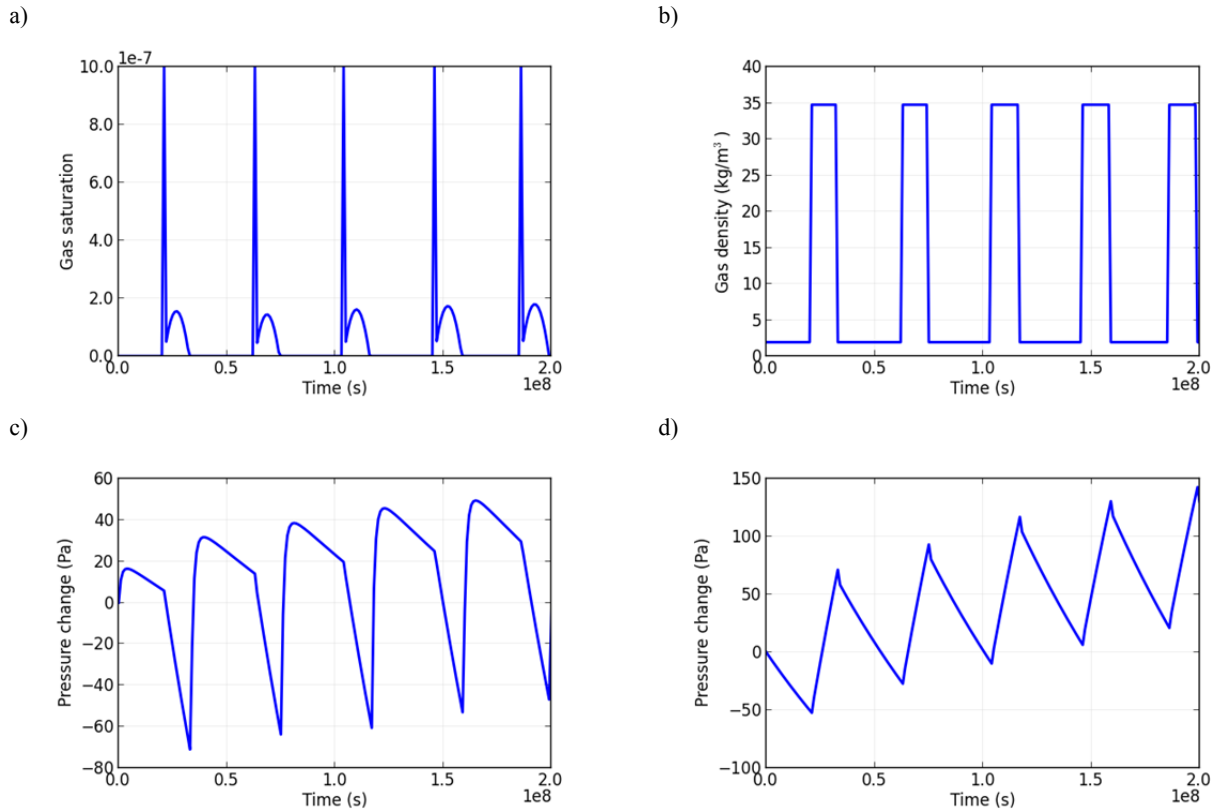 a)
1e-7
10.0
8.0
6.0
4.0
2.0
0.0
Gas saturation
0.0 0.5 1.0 1.5 2.0
Time (s) 1e8
b)
40
35
30
25
20
15
10
5
0
Gas density (kg/m³ )
0.0 0.5 1.0 1.5 2.0
Time (s) 1e8
c)
60
40
20
0
−20
−40
−60
−80
Pressure change (Pa)
0.0 0.5 1.0 1.5 2.0
Time (s) 1e8
d)
150
100
50
0
−50
−100
Pressure change (Pa)
0.0 0.5 1.0 1.5 2.0
Time (s) 1e8